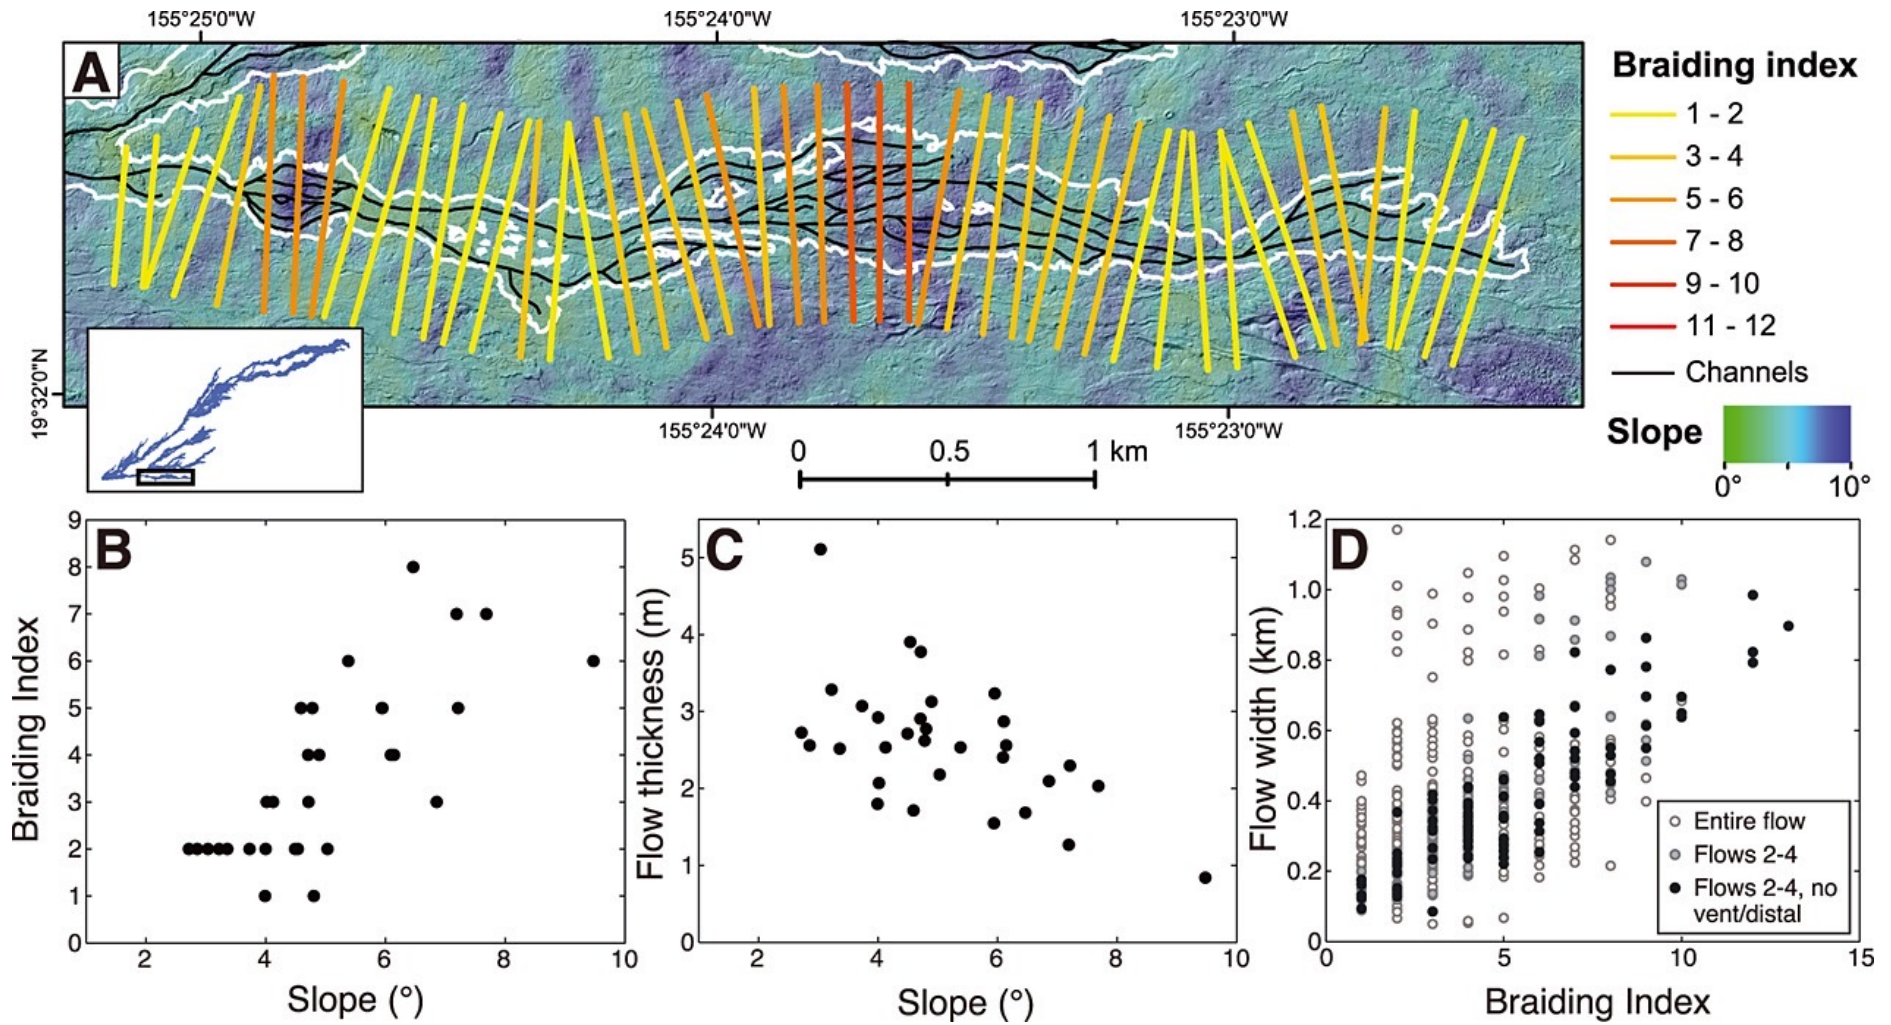 155°25'0"W 155°24'0"W 155°23'0"W
A
19°32'0"N
155°24'0"W 155°23'0"W
0 0.5 1 km
Braiding index
1 - 2
3 - 4
5 - 6
7 - 8
9 - 10
11 - 12
Channels
Slope
0° 10°
B
9
8
7
6
5
4
3
2
1
0
2 4 6 8 10
Braiding Index
Slope (°)
C
5
4
3
2
1
0
2 4 6 8 10
Flow thickness (m)
Slope (°)
D
1.2
1.0
0.8
0.6
0.4
0.2
0
0 5 10 15
Flow width (km)
Braiding Index
Entire flow
Flows 2-4
Flows 2-4, no
vent/distal